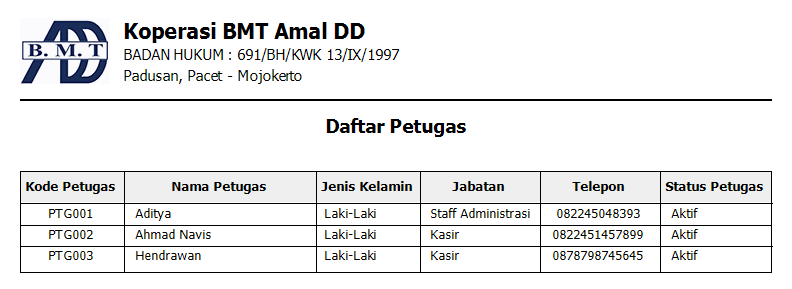 B. M. T
Koperasi BMT Amal DD
BADAN HUKUM : 691/BH/KWK 13/IX/1997
Padusan, Pacet - Mojokerto
Daftar Petugas
Kode Petugas Nama Petugas Jenis Kelamin Jabatan Telepon Status Petugas
PTG001 Aditya Laki-Laki Staff Administrasi 082245048393 Aktif
PTG002 Ahmad Navis Laki-Laki Kasir 0822451457899 Aktif
PTG003 Hendrawan Laki-Laki Kasir 0878798745645 Aktif